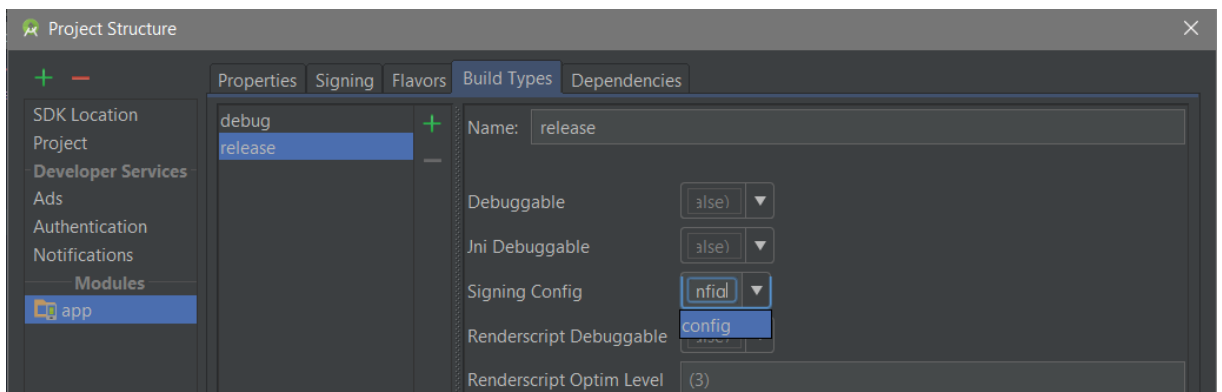 Project Structure
Properties Signing Flavors Build Types Dependencies
SDK Location
Project
Developer Services
Ads
Authentication
Notifications
Modules
app
debug
release
Name: release
Debuggable alse)
Jni Debuggable alse)
Signing Config nfig
config
Renderscript Debuggable alse)
Renderscript Optim Level (3)